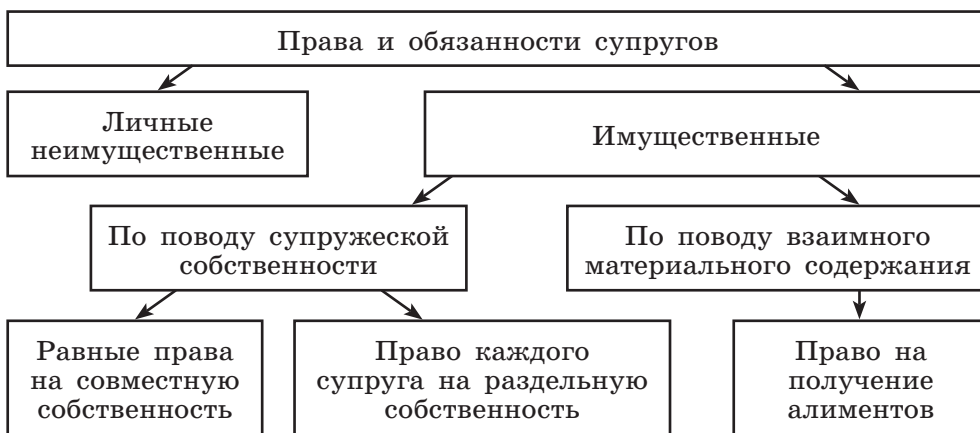 Права и обязанности супругов
Личные
неимущественные
Имущественные
По поводу супружеской
собственности
По поводу взаимного
материального содержания
Равные права
на совместную
собственность
Право каждого
супруга на раздельную
собственность
Право на
получение
алиментов